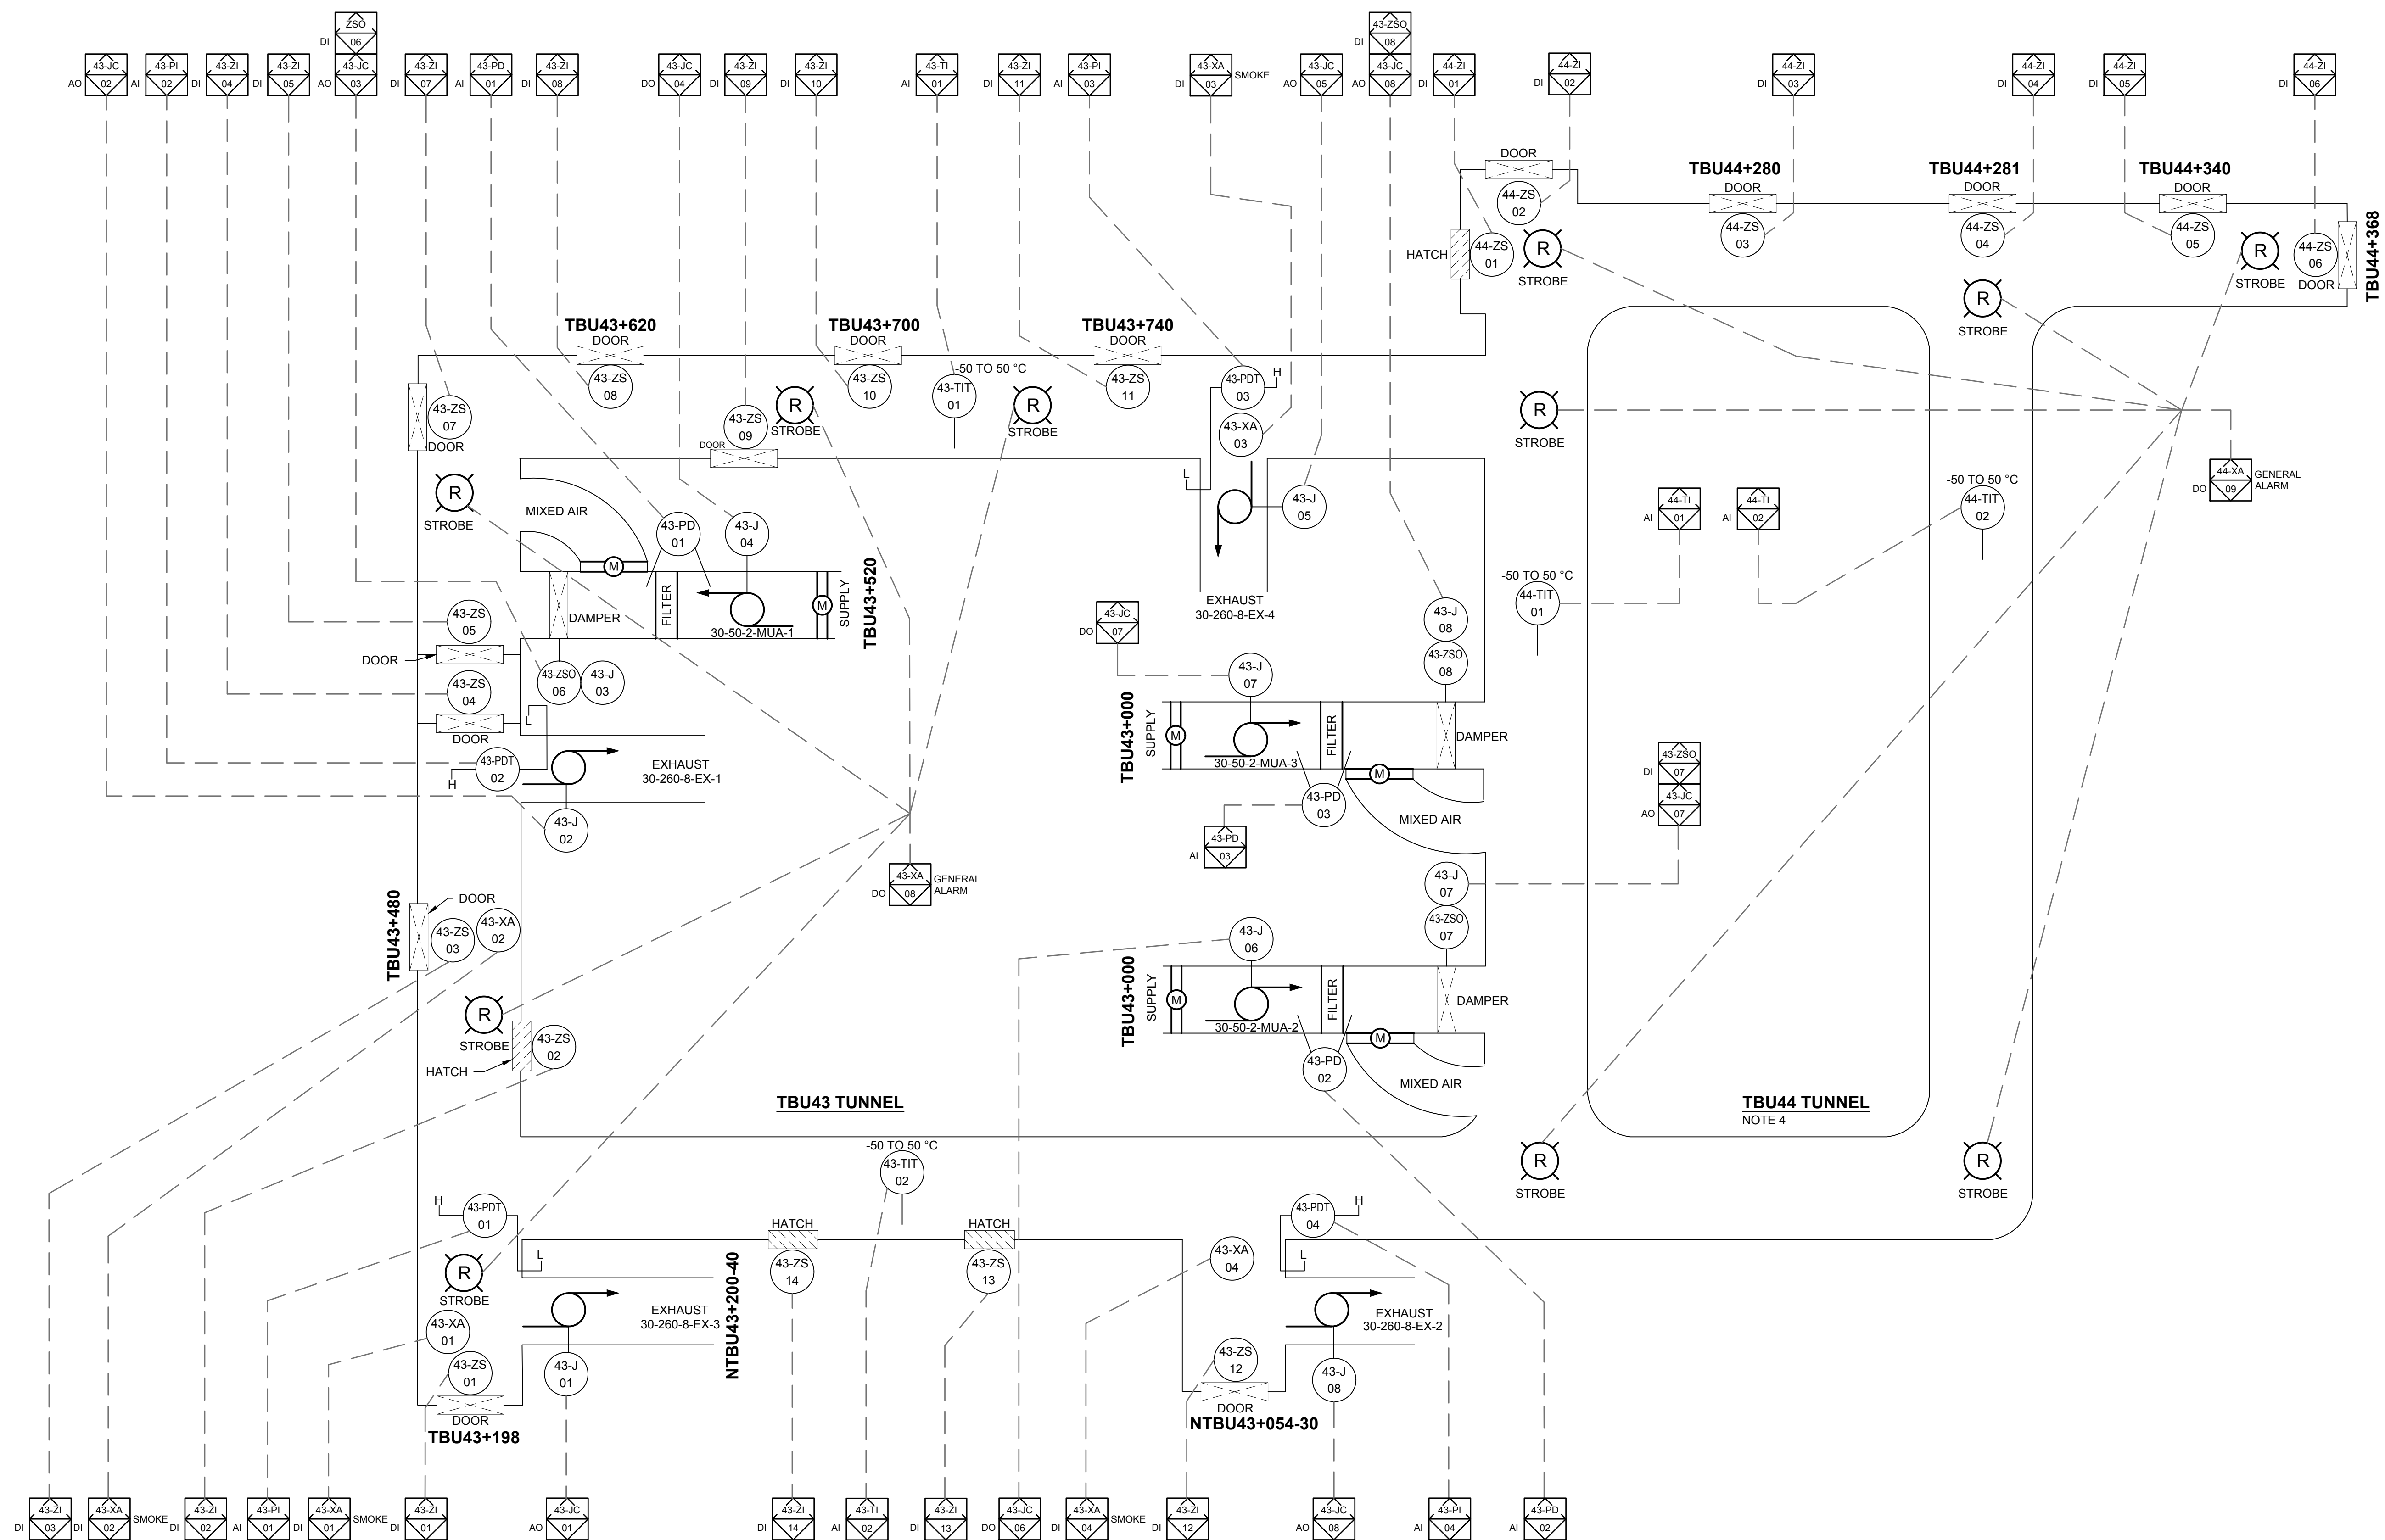 ZSO
DI
06
43-ZSO
DI
08
AO
43-JC
02
AI
43-PI
02
DI
43-ZI
04
DI
43-ZI
05
AO
43-JC
03
DI
43-ZI
07
AI
43-PD
01
DI
43-ZI
08
DO
43-JC
04
DI
43-ZI
09
DI
43-ZI
10
AI
43-TI
01
DI
43-ZI
11
AI
43-PI
03
DI
43-XA
03
SMOKE
AO
43-JC
05
AO
43-JC
08
DI
44-ZI
01
DI
44-ZI
02
DI
44-ZI
03
DI
44-ZI
04
DI
44-ZI
05
DI
44-ZI
06
DOOR
44-ZS
02
TBU44+280
DOOR
44-ZS
03
TBU44+281
DOOR
44-ZS
04
TBU44+340
DOOR
44-ZS
05
TBU44+368
44-ZS
06
DOOR
HATCH
44-ZS
01
R
STROBE
R
STROBE
R
STROBE
TBU43+620
DOOR
43-ZS
08
TBU43+700
DOOR
43-ZS
10
TBU43+740
DOOR
43-ZS
11
-50 TO 50 °C
43-TIT
01
43-PDT
03
H
43-XA
03
L
43-ZS
07
DOOR
43-ZS
09
DOOR
R
STROBE
R
STROBE
R
STROBE
R
STROBE
44-XA
DO
09
GENERAL
ALARM
MIXED AIR
43-PD
01
43-J
04
43-J
05
44-TI
AI
01
44-TI
AI
02
-50 TO 50 °C
44-TIT
02
M
DAMPER
FILTER
M
SUPPLY
TBU43+520
30-50-2-MUA-1
EXHAUST
30-260-8-EX-4
-50 TO 50 °C
44-TIT
01
43-ZS
05
DOOR
43-ZS
04
DOOR
43-ZSO
06
43-J
03
L
43-PDT
02
H
EXHAUST
30-260-8-EX-1
43-J
02
43-JC
DO
07
43-J
07
43-J
08
43-ZSO
08
TBU43+000
SUPPLY
M
FILTER
DAMPER
30-50-2-MUA-3
M
43-PD
03
MIXED AIR
43-PD
AI
03
43-ZSO
DI
07
43-JC
AO
07
43-XA
DO
08
GENERAL
ALARM
TBU43+480
DOOR
43-ZS
03
43-XA
02
43-J
06
43-J
07
43-ZSO
07
TBU43+000
SUPPLY
M
FILTER
DAMPER
30-50-2-MUA-2
M
43-PD
02
MIXED AIR
R
STROBE
43-ZS
02
HATCH
TBU43 TUNNEL
TBU44 TUNNEL
NOTE 4
-50 TO 50 °C
43-TIT
02
R
STROBE
R
STROBE
H
43-PDT
01
L
HATCH
43-ZS
14
HATCH
43-ZS
13
43-XA
04
43-PDT
04
H
L
R
STROBE
43-XA
01
43-ZS
01
DOOR
TBU43+198
EXHAUST
30-260-8-EX-3
43-J
01
NTBU43+200-40
43-ZS
12
DOOR
NTBU43+054-30
EXHAUST
30-260-8-EX-2
43-J
08
DI
43-ZI
03
DI
43-XA
02
SMOKE
DI
43-ZI
02
AI
43-PI
01
DI
43-XA
01
SMOKE
DI
43-ZI
01
AO
43-JC
01
DI
43-ZI
14
AI
43-TI
02
DI
43-ZI
13
DO
43-JC
06
DI
43-XA
04
SMOKE
DI
43-ZI
12
AO
43-JC
08
AI
43-PI
04
AI
43-PD
02